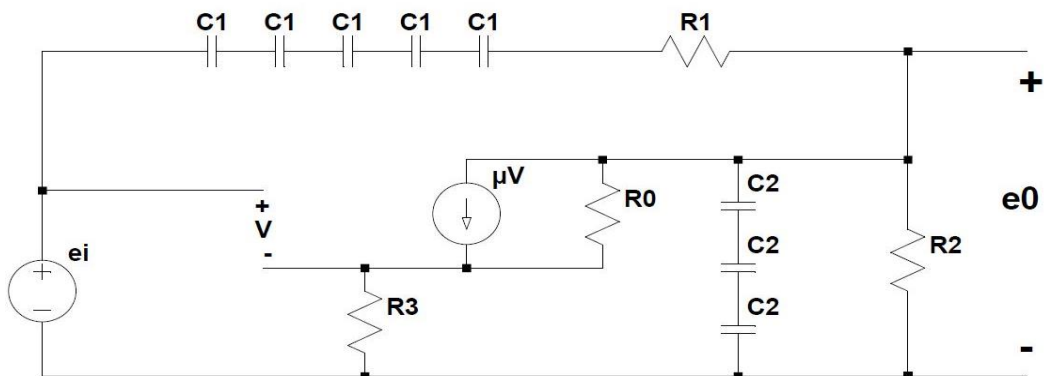 C1 C1 C1 C1 C1 R1
+
μV
C2
+
V
-
R0
e0
ei
C2
R2
R3
C2
-